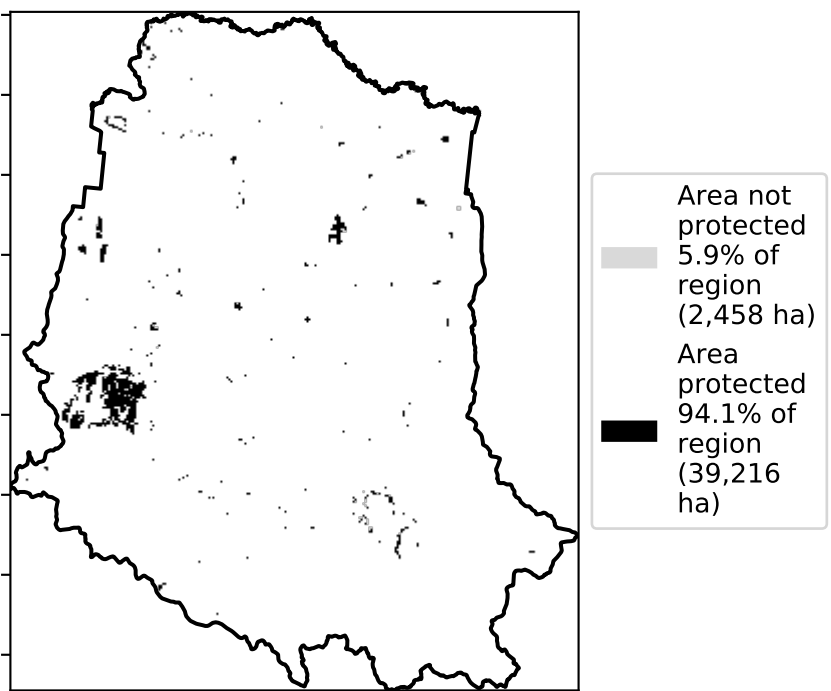 Area not
protected
5.9% of
region
(2,458 ha)
Area
protected
94.1% of
region
(39,216
ha)